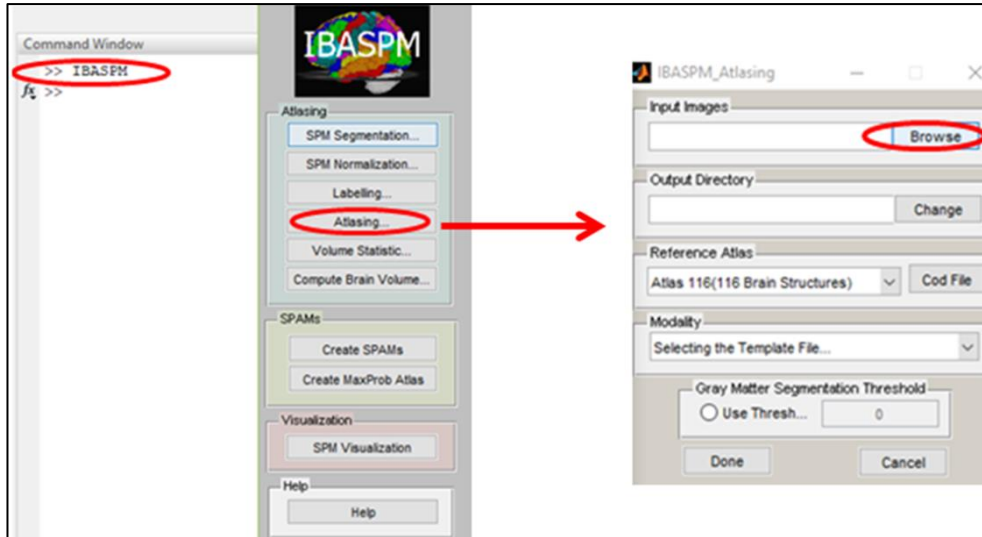 Command Window
>> IBASPM
fx >>
IBASPM
Atlasing
SPM Segmentation...
SPM Normalization...
Labelling...
Atlasing...
Volume Statistic...
Compute Brain Volume...
SPAMs
Create SPAMs
Create MaxProb Atlas
Visualization
SPM Visualization
Help
Help
IBASPM_Atlasing
Input Images
Browse
Output Directory
Change
Reference Atlas
Atlas 116(116 Brain Structures) Cod File
Modality
Selecting the Template File...
Gray Matter Segmentation Threshold
Use Thresh... 0
Done Cancel